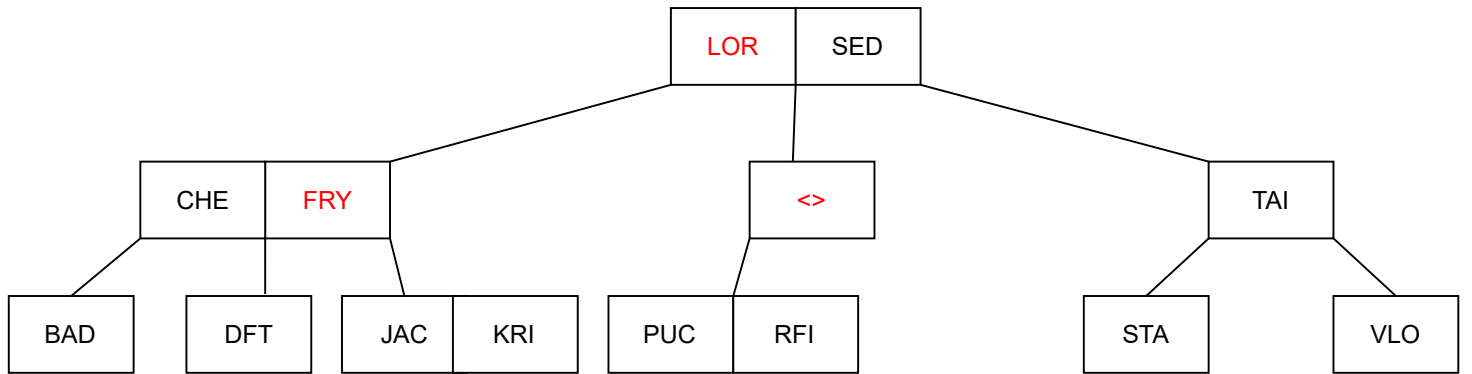 LOR SED
CHE FRY <> TAI
BAD DFT JAC KRI PUC RFI STA VLO